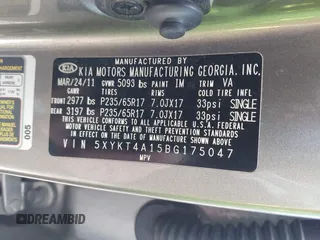 MANUFACTURED BY
KIA KIA MOTORS MANUFACTURING GEORGIA, INC.
MAR/24/11 GVWR 5093 lbs PAINT IM TRIM VA
GAWR TIRES RIMS
FRONT 2977 lbs P235/65R17 7.0JX17 33psi SINGLE
REAR 3197 lbs P235/65R17 7.0JX17 33psi SINGLE
THIS VEHICLE CONFORMS TO ALL APPLICABLE U.S. FEDERAL
MOTOR VEHICLE SAFETY AND THEFT PREVENTION STANDARDS
IN EFFECT ON THE DATE OF MANUFACTURE SHOWN ABOVE
VIN 5XYKT4A15BG175047
MPV
005
DREAMBID